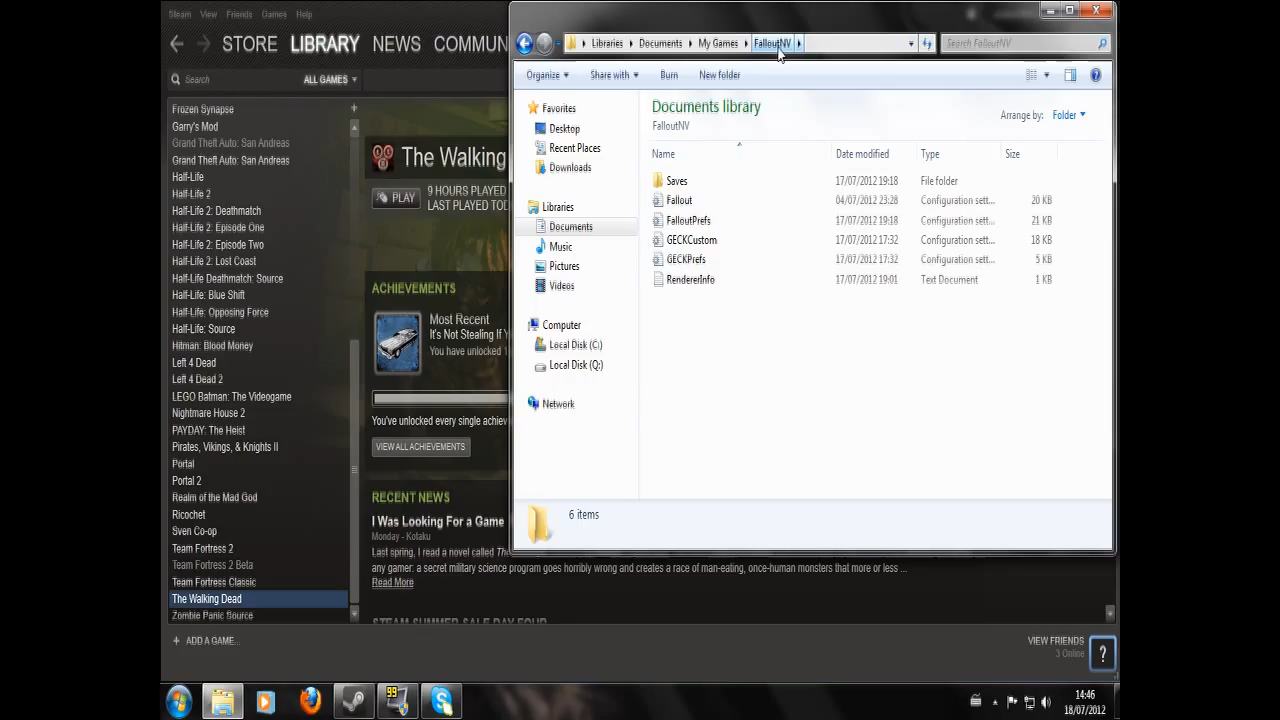 Steam View Friends Games Help
STORE LIBRARY NEWS COMMUN
Search ALL GAMES
Frozen Synapse
Garry's Mod
Grand Theft Auto: San Andreas
Grand Theft Auto: San Andreas
Half-Life
Half-Life 2
Half-Life 2: Deathmatch
Half-Life 2: Episode One
Half-Life 2: Episode Two
Half-Life 2: Lost Coast
Half-Life Deathmatch: Source
Half-Life: Blue Shift
Half-Life: Opposing Force
Half-Life: Source
Hitman: Blood Money
Left 4 Dead
Left 4 Dead 2
LEGO Batman: The Videogame
Nightmare House 2
PAYDAY: The Heist
Pirates, Vikings, & Knights II
Portal
Portal 2
Realm of the Mad God
Ricochet
Sven Co-op
Team Fortress 2
Team Fortress 2 Beta
Team Fortress Classic
The Walking Dead
Zombie Panic Source
+ ADD A GAME...
The Walking
PLAY
9 HOURS PLAYED
LAST PLAYED TOD
ACHIEVEMENTS
Most Recent
It's Not Stealing If Y
You have unlocked 1
You've unlocked every single achiev
VIEW ALL ACHIEVEMENTS
RECENT NEWS
I Was Looking For a Game
Monday - Kotaku
Last spring, I read a novel called The
any gamer: a secret military science program goes horribly wrong and creates a race of man-eating, once-human monsters that more or less ...
Read More
STEAM SUMMER SALE DAY FOUR
VIEW FRIENDS
3 Online
?
Libraries Documents My Games FalloutNV
Search FalloutNV
Organize Share with Burn New folder
Favorites
Desktop
Recent Places
Downloads
Libraries
Documents
Music
Pictures
Videos
Computer
Local Disk (C:)
Local Disk (Q:)
Network
Documents library
FalloutNV
Arrange by: Folder
Name Date modified Type Size
Saves 17/07/2012 19:18 File folder
Fallout 04/07/2012 23:28 Configuration sett... 20 KB
FalloutPrefs 17/07/2012 19:18 Configuration sett... 21 KB
GECKCustom 17/07/2012 17:32 Configuration sett... 18 KB
GECKPrefs 17/07/2012 17:32 Configuration sett... 5 KB
RendererInfo 17/07/2012 19:01 Text Document 1 KB
6 items
99
14:46
18/07/2012